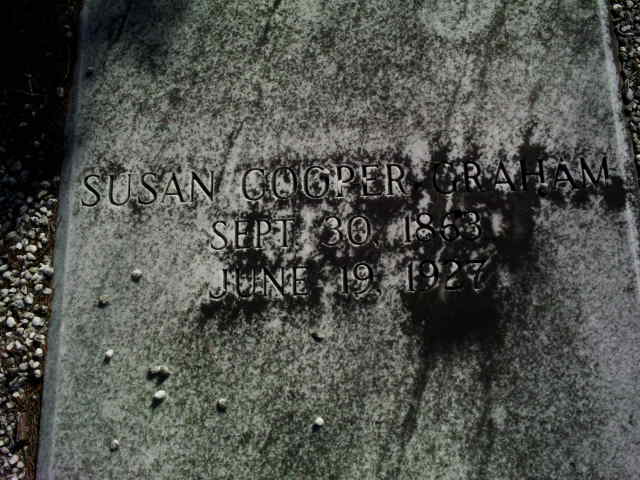 SUSAN COOPER GRAHAM
SEPT. 30, 1863
JUNE 19, 1927